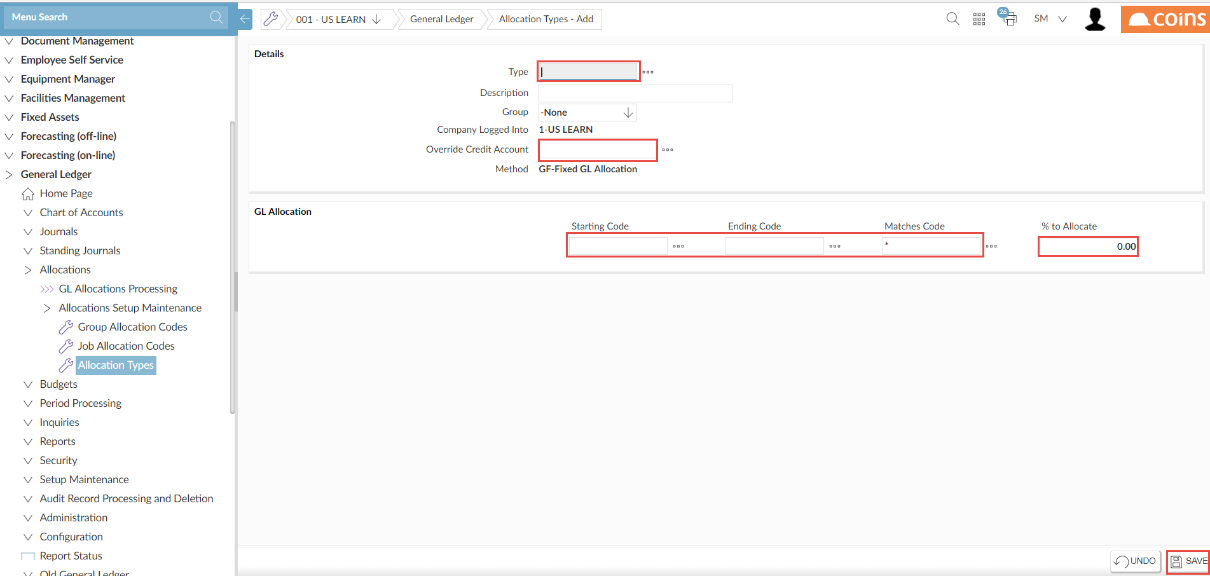 Menu Search
001 - US LEARN
General Ledger
Allocation Types - Add
26
SM
coins
Document Management
Employee Self Service
Equipment Manager
Facilities Management
Fixed Assets
Forecasting (off-line)
Forecasting (on-line)
General Ledger
Home Page
Chart of Accounts
Journals
Standing Journals
Allocations
GL Allocations Processing
Allocations Setup Maintenance
Group Allocation Codes
Job Allocation Codes
Allocation Types
Budgets
Period Processing
Inquiries
Reports
Security
Setup Maintenance
Audit Record Processing and Deletion
Administration
Configuration
Report Status
Old General Ledger
Details
Type
Description
Group -None
Company Logged Into 1-US LEARN
Override Credit Account
Method GF-Fixed GL Allocation
GL Allocation
Starting Code Ending Code Matches Code % to Allocate
* 0.00
UNDO SAVE